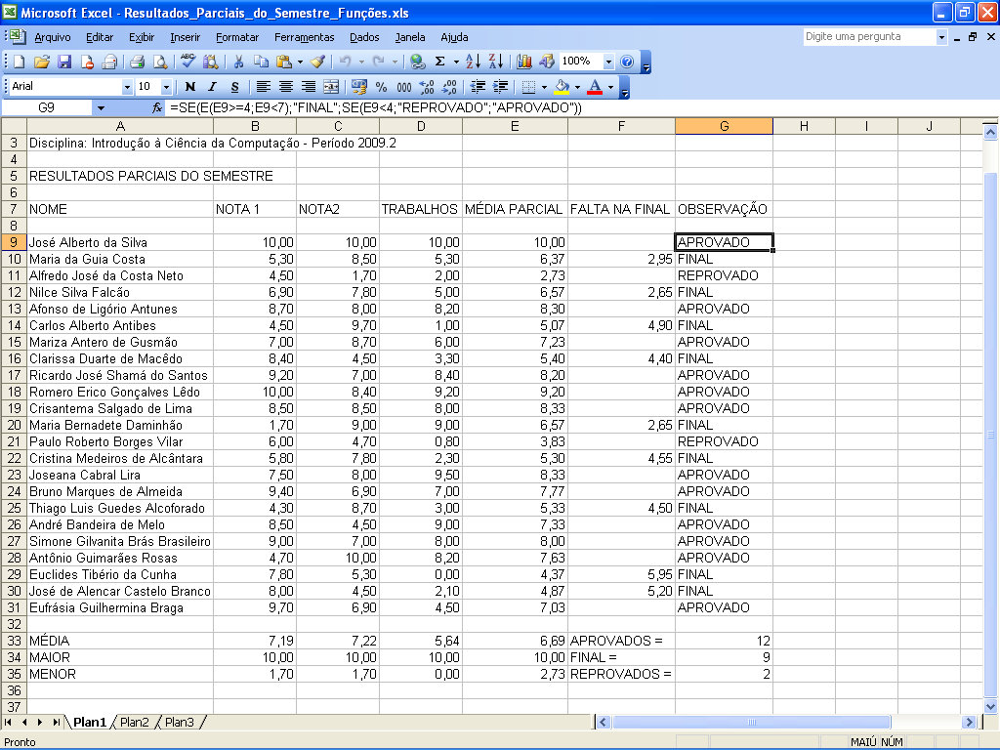 Microsoft Excel - Resultados_Parciais_do_Semestre_Funções.xls
Arquivo Editar Exibir Inserir Formatar Ferramentas Dados Janela Ajuda Digite uma pergunta
100%
Arial 10 N I S % 000
G9 fx =SE(E(E9>=4;E9<7);"FINAL";SE(E9<4;"REPROVADO";"APROVADO"))
A B C D E F G H I J
3 Disciplina: Introdução à Ciência da Computação - Período 2009.2
4
5 RESULTADOS PARCIAIS DO SEMESTRE
6
7 NOME NOTA 1 NOTA2 TRABALHOS MÉDIA PARCIAL FALTA NA FINAL OBSERVAÇÃO
8
9 José Alberto da Silva 10,00 10,00 10,00 10,00 APROVADO
10 Maria da Guia Costa 5,30 8,50 5,30 6,37 2,95 FINAL
11 Alfredo José da Costa Neto 4,50 1,70 2,00 2,73 REPROVADO
12 Nilce Silva Falcão 6,90 7,80 5,00 6,57 2,65 FINAL
13 Afonso de Ligório Antunes 8,70 8,00 8,20 8,30 APROVADO
14 Carlos Alberto Antibes 4,50 9,70 1,00 5,07 4,90 FINAL
15 Mariza Antero de Gusmão 7,00 8,70 6,00 7,23 APROVADO
16 Clarissa Duarte de Macêdo 8,40 4,50 3,30 5,40 4,40 FINAL
17 Ricardo José Shamá do Santos 9,20 7,00 8,40 8,20 APROVADO
18 Romero Erico Gonçalves Lêdo 10,00 8,40 9,20 9,20 APROVADO
19 Crisantema Salgado de Lima 8,50 8,50 8,00 8,33 APROVADO
20 Maria Bernadete Daminhão 1,70 9,00 9,00 6,57 2,65 FINAL
21 Paulo Roberto Borges Vilar 6,00 4,70 0,80 3,83 REPROVADO
22 Cristina Medeiros de Alcântara 5,80 7,80 2,30 5,30 4,55 FINAL
23 Joseana Cabral Lira 7,50 8,00 9,50 8,33 APROVADO
24 Bruno Marques de Almeida 9,40 6,90 7,00 7,77 APROVADO
25 Thiago Luis Guedes Alcoforado 4,30 8,70 3,00 5,33 4,50 FINAL
26 André Bandeira de Melo 8,50 4,50 9,00 7,33 APROVADO
27 Simone Gilvanita Brás Brasileiro 9,00 7,00 8,00 8,00 APROVADO
28 Antônio Guimarães Rosas 4,70 10,00 8,20 7,63 APROVADO
29 Euclides Tibério da Cunha 7,80 5,30 0,00 4,37 5,95 FINAL
30 José de Alencar Castelo Branco 8,00 4,50 2,10 4,87 5,20 FINAL
31 Eufrásia Guilhermina Braga 9,70 6,90 4,50 7,03 APROVADO
32
33 MÉDIA 7,19 7,22 5,64 6,69 APROVADOS = 12
34 MAIOR 10,00 10,00 10,00 10,00 FINAL = 9
35 MENOR 1,70 1,70 0,00 2,73 REPROVADOS = 2
36
37
Plan1 Plan2 Plan3
Pronto MAIÚ NÚM